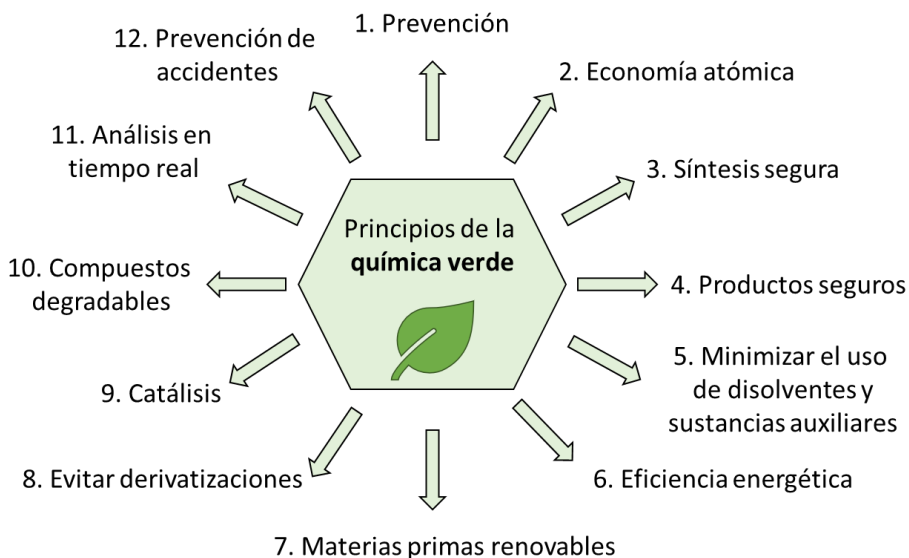 Principios de la
química verde
1. Prevención
2. Economía atómica
3. Síntesis segura
4. Productos seguros
5. Minimizar el uso
de disolventes y
sustancias auxiliares
6. Eficiencia energética
7. Materias primas renovables
8. Evitar derivatizaciones
9. Catálisis
10. Compuestos
degradables
11. Análisis en
tiempo real
12. Prevención de
accidentes